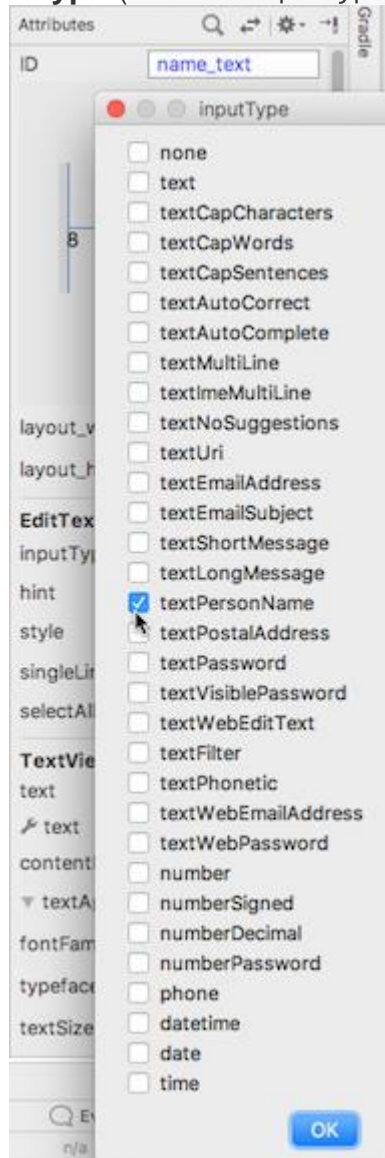 Attributes
Gradle
ID
name_text
inputType
none
text
textCapCharacters
8
textCapWords
textCapSentences
textAutoCorrect
textAutoComplete
textMultiLine
textImeMultiLine
layout_w
textNoSuggestions
textUri
layout_h
textEmailAddress
textEmailSubject
EditTex
textShortMessage
inputTyp
textLongMessage
hint
textPersonName
style
textPostalAddress
singleLin
textPassword
textVisiblePassword
selectAll
textWebEditText
textFilter
TextVie
textPhonetic
text
textWebEmailAddress
text
textWebPassword
content
number
textA
numberSigned
fontFam
numberDecimal
numberPassword
typeface
phone
textSize
datetime
date
time
OK
n/a